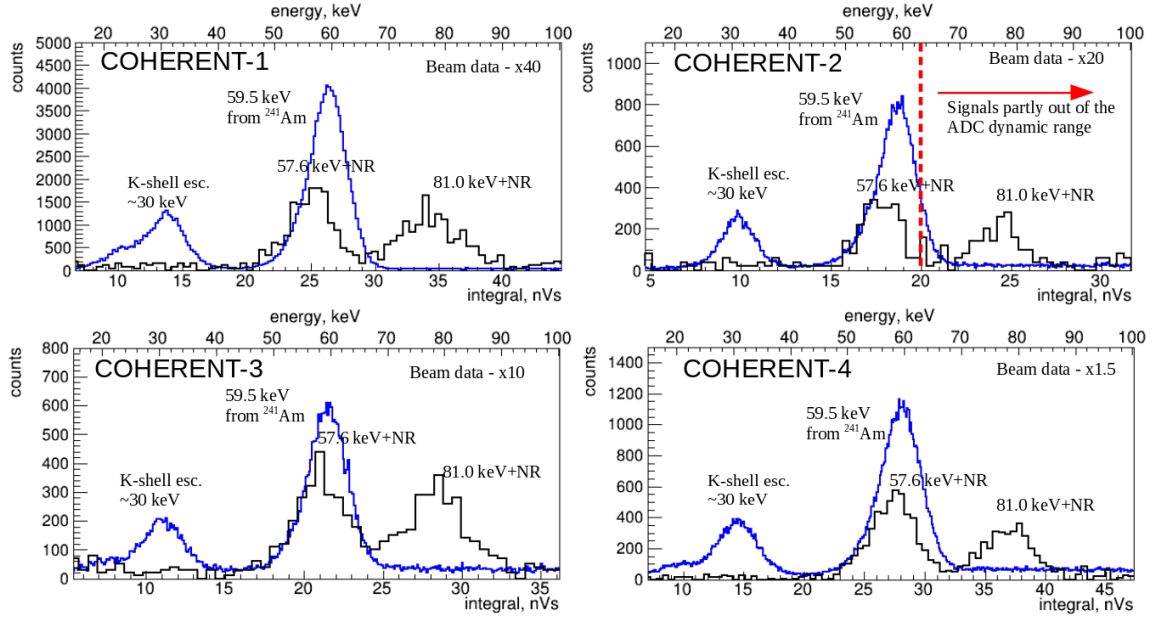 energy, keV
20 30 40 50 60 70 80 90 100
counts
5000
4500
4000
3500
3000
2500
2000
1500
1000
500
0
COHERENT-1
Beam data - x40
59.5 keV
from ²⁴¹Am
57.6 keV+NR
K-shell esc.
~30 keV
81.0 keV+NR
10 15 20 25 30 35 40
integral, nVs
energy, keV
20 30 40 50 60 70 80 90 100
counts
1000
800
600
400
200
0
COHERENT-2
Beam data - x20
59.5 keV
from ²⁴¹Am
Signals partly out of the
ADC dynamic range
K-shell esc.
~30 keV
57.6 keV+NR
81.0 keV+NR
5 10 15 20 25 30
integral, nVs
energy, keV
20 30 40 50 60 70 80 90 100
counts
800
700
600
500
400
300
200
100
0
COHERENT-3
Beam data - x10
59.5 keV
from ²⁴¹Am
57.6 keV+NR
K-shell esc.
~30 keV
81.0 keV+NR
10 15 20 25 30 35
integral, nVs
energy, keV
20 30 40 50 60 70 80 90 100
counts
1400
1200
1000
800
600
400
200
0
COHERENT-4
Beam data - x1.5
59.5 keV
from ²⁴¹Am
57.6 keV+NR
K-shell esc.
~30 keV
81.0 keV+NR
10 15 20 25 30 35 40 45
integral, nVs